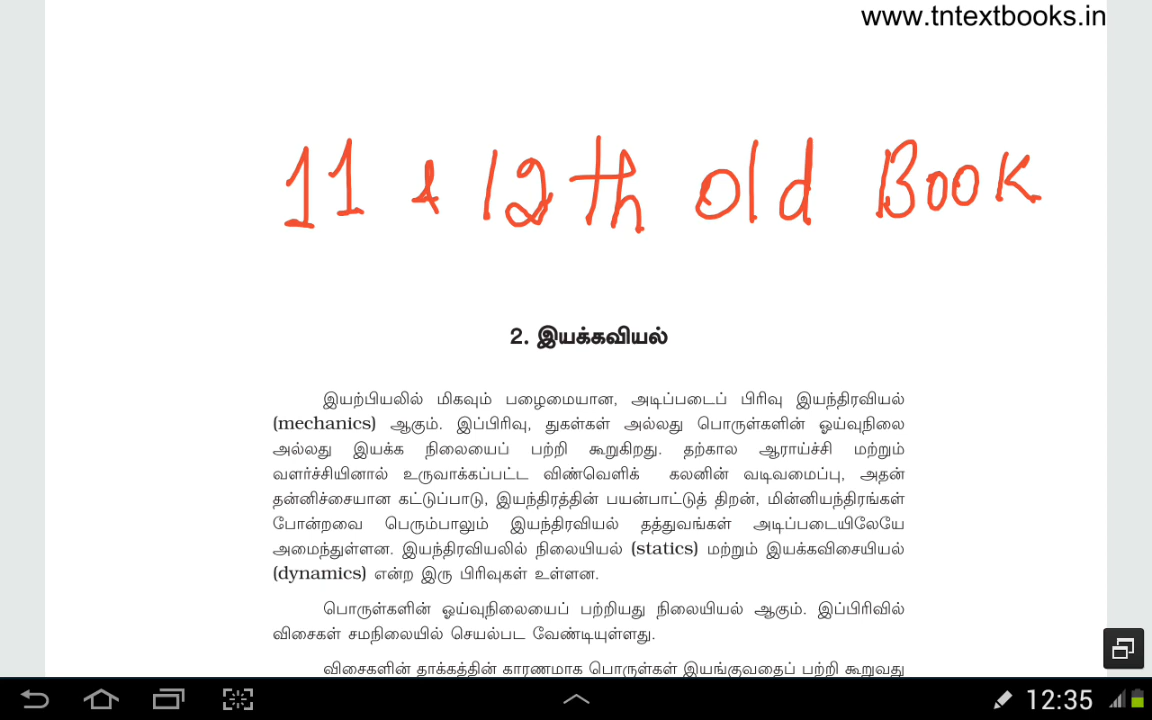 www.tntextbooks.in
11 & 12th old Book
2. இயக்கவியல்
இயற்பியலில் மிகவும் பழைமையான, அடிப்படைப் பிரிவு இயந்திரவியல்
(mechanics) ஆகும். இப்பிரிவு, துகள்கள் அல்லது பொருள்களின் ஓய்வுநிலை
அல்லது இயக்க நிலையைப் பற்றி கூறுகிறது. தற்கால ஆராய்ச்சி மற்றும்
வளர்ச்சியினால் உருவாக்கப்பட்ட விண்வெளிக் கலனின் வடிவமைப்பு, அதன்
தன்னிச்சையான கட்டுப்பாடு, இயந்திரத்தின் பயன்பாட்டுத் திறன், மின்னியந்திரங்கள்
போன்றவை பெரும்பாலும் இயந்திரவியல் தத்துவங்கள் அடிப்படையிலேயே
அமைந்துள்ளன. இயந்திரவியலில் நிலையியல் (statics) மற்றும் இயக்கவிசையியல்
(dynamics) என்ற இரு பிரிவுகள் உள்ளன.
பொருள்களின் ஓய்வுநிலையைப் பற்றியது நிலையியல் ஆகும். இப்பிரிவில்
விசைகள் சமநிலையில் செயல்பட வேண்டியுள்ளது.
விசைகளின் தாக்கத்தின் காரணமாக பொருள்கள் இயங்குவதைப் பற்றி கூறுவது
12:35